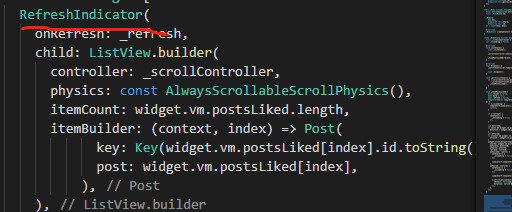 RefreshIndicator(
onRefresh: _refresh,
child: ListView.builder(
controller: _scrollController,
physics: const AlwaysScrollableScrollPhysics(),
itemCount: widget.vm.postsLiked.length,
itemBuilder: (context, index) => Post(
key: Key(widget.vm.postsLiked[index].id.toString(
post: widget.vm.postsLiked[index],
), // Post
), // ListView.builder